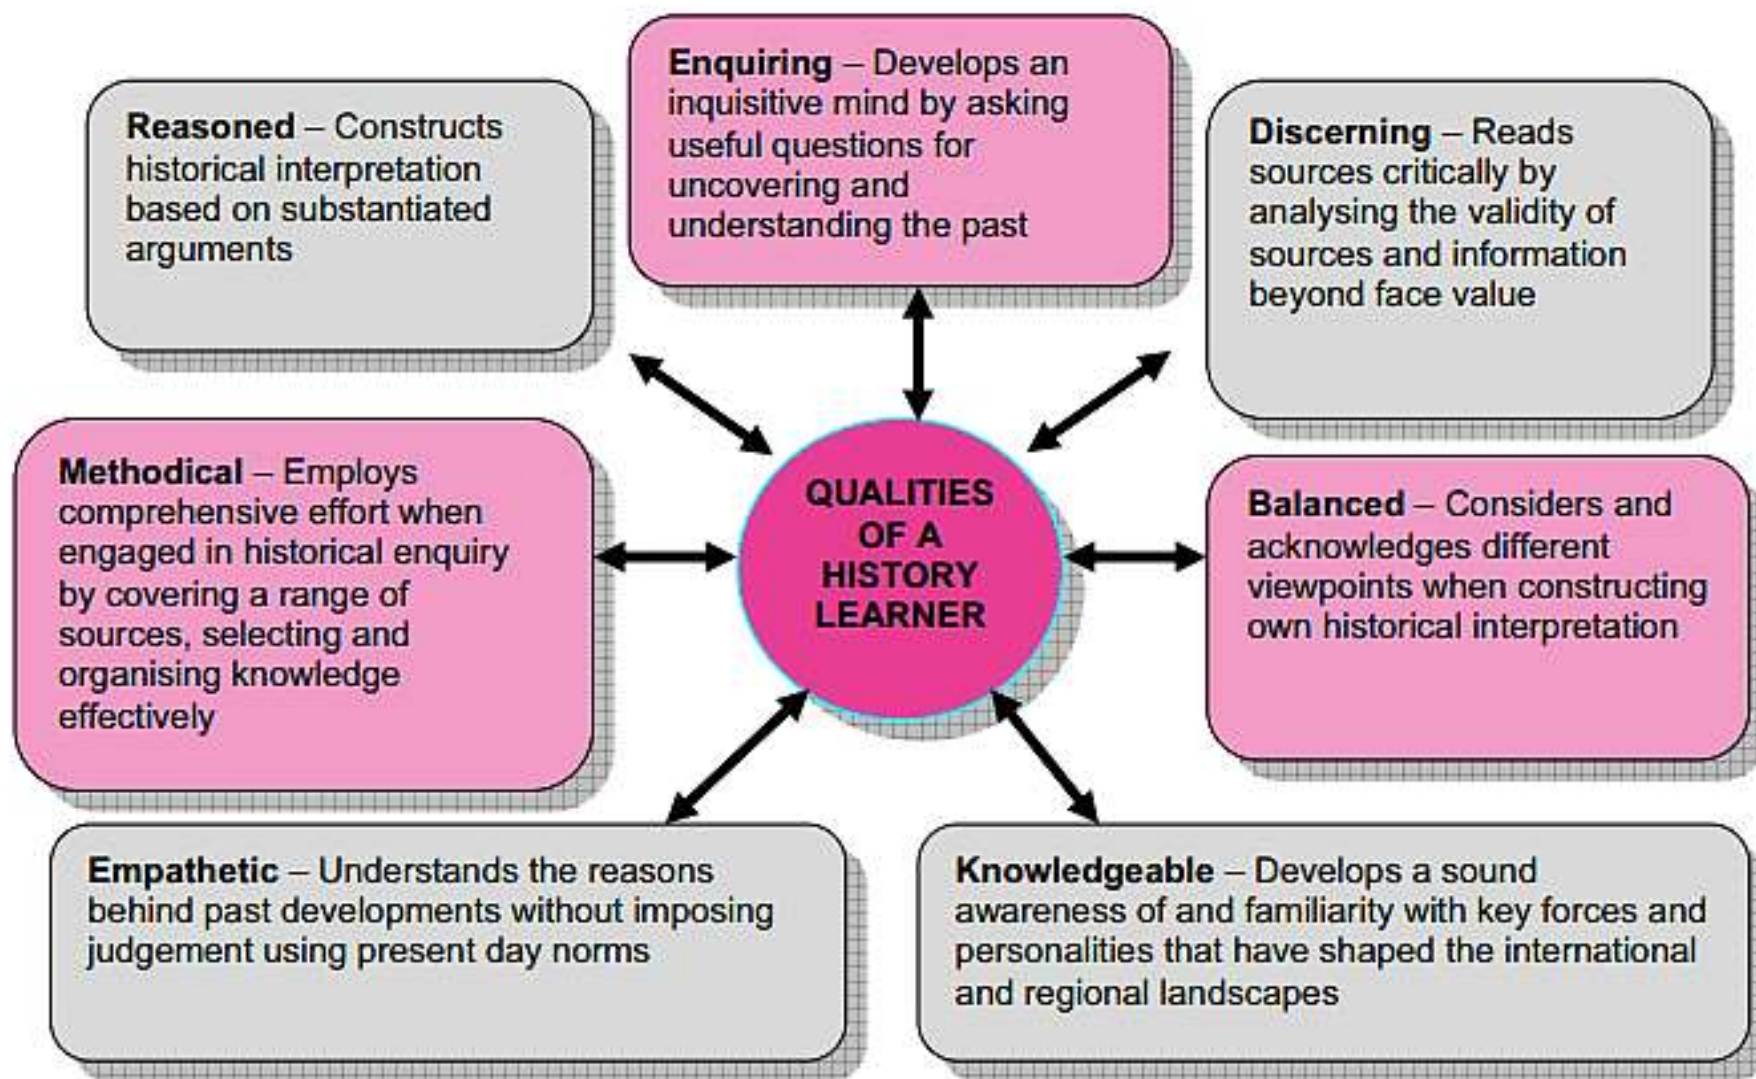 Enquiring – Develops an
inquisitive mind by asking
useful questions for
uncovering and
understanding the past
Reasoned – Constructs
historical interpretation
based on substantiated
arguments
Discerning – Reads
sources critically by
analysing the validity of
sources and information
beyond face value
Methodical – Employs
comprehensive effort when
engaged in historical enquiry
by covering a range of
sources, selecting and
organising knowledge
effectively
QUALITIES
OF A
HISTORY
LEARNER
Balanced – Considers and
acknowledges different
viewpoints when constructing
own historical interpretation
Empathetic – Understands the reasons
behind past developments without imposing
judgement using present day norms
Knowledgeable – Develops a sound
awareness of and familiarity with key forces and
personalities that have shaped the international
and regional landscapes